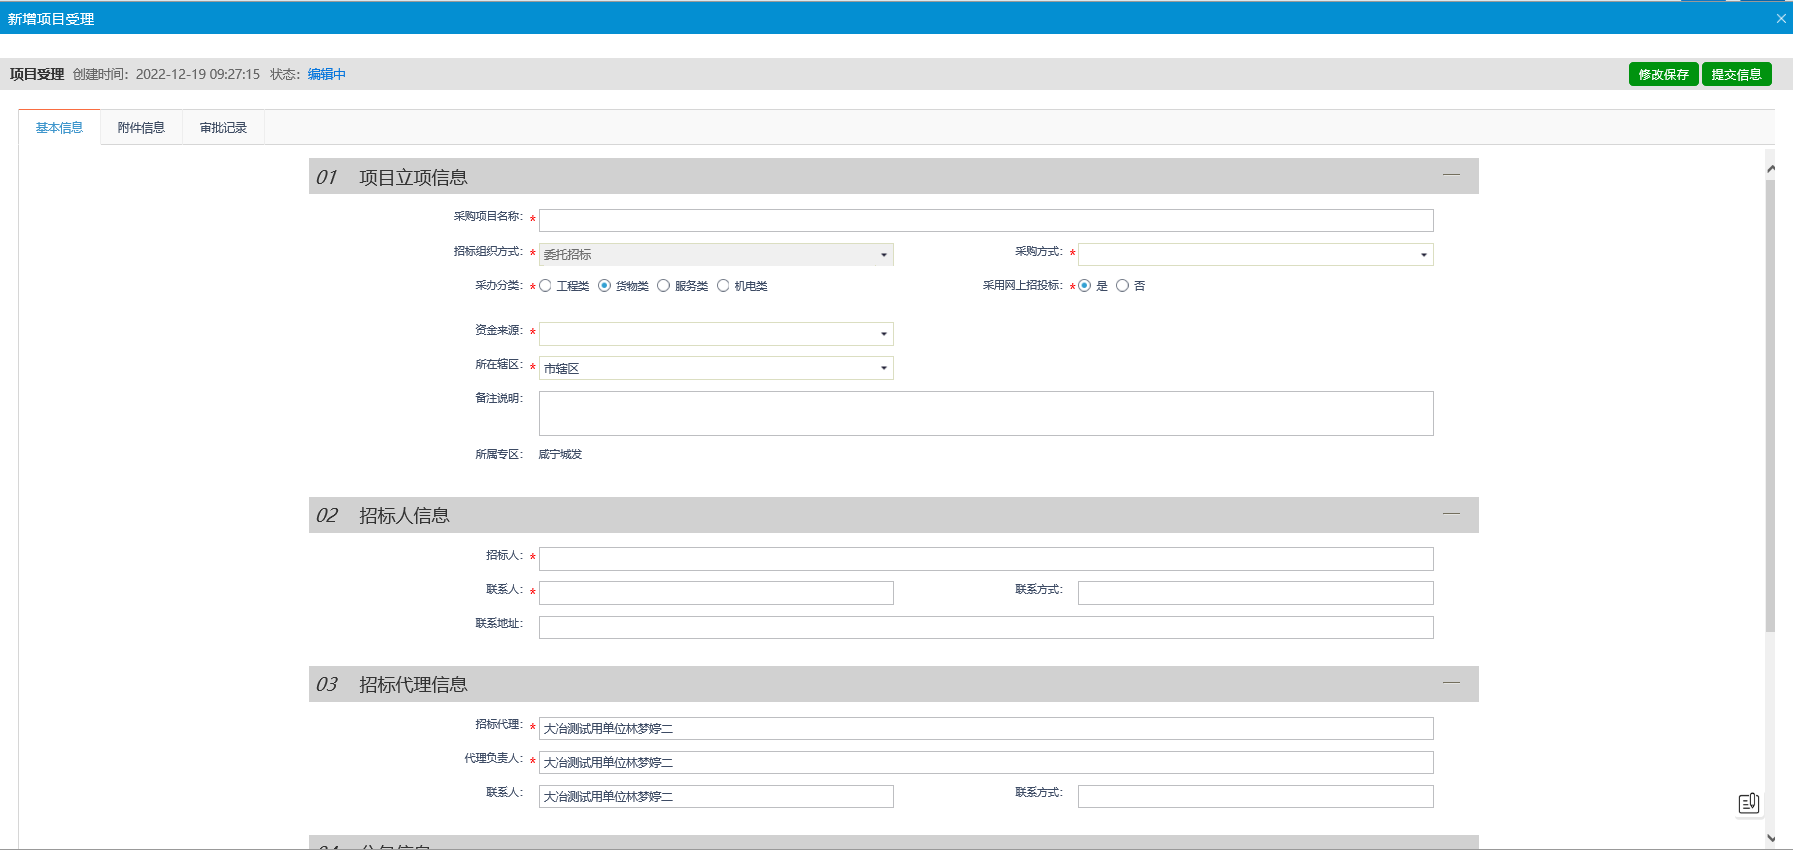 新增项目受理
项目受理 创建时间：2022-12-19 09:27:15 状态：编辑中 修改保存 提交信息
基本信息 附件信息 审批记录
01 项目立项信息
采购项目名称：*
招标组织方式：* 委托招标 采购方式：*
采办分类：* 工程类 货物类 服务类 机电类 采用网上招投标：* 是 否
资金来源：*
所在辖区：* 市辖区
备注说明：
所属专区： 咸宁城发
02 招标人信息
招标人：*
联系人：* 联系方式：
联系地址：
03 招标代理信息
招标代理：* 大冶测试用单位林梦婷二
代理负责人：* 大冶测试用单位林梦婷二
联系人： 大冶测试用单位林梦婷二 联系方式：